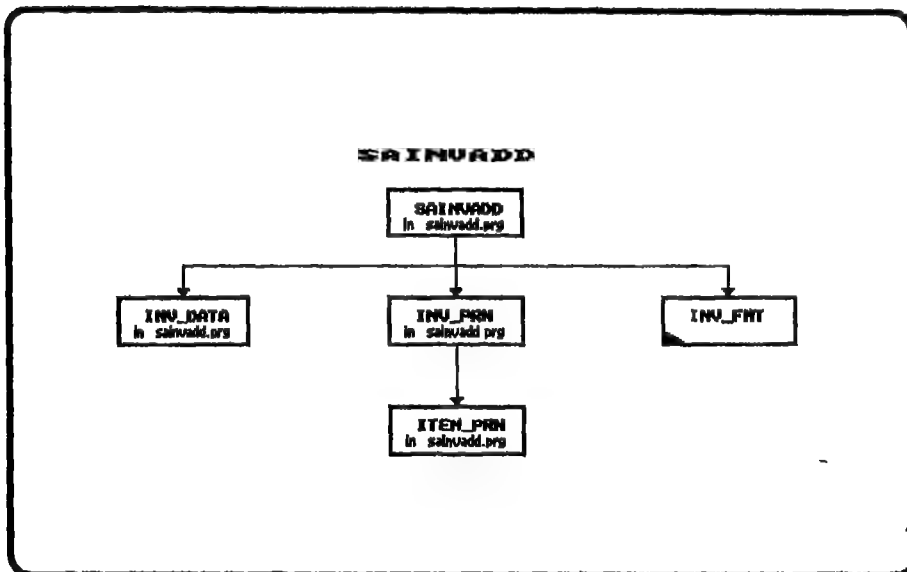 SAINVADD
SAINVADD
in sainvadd.prg
INV_DATA
in sainvadd.prg
INV_PRN
in sainvadd prg
INV_FMT
ITEM_PRN
in sainvadd.prg